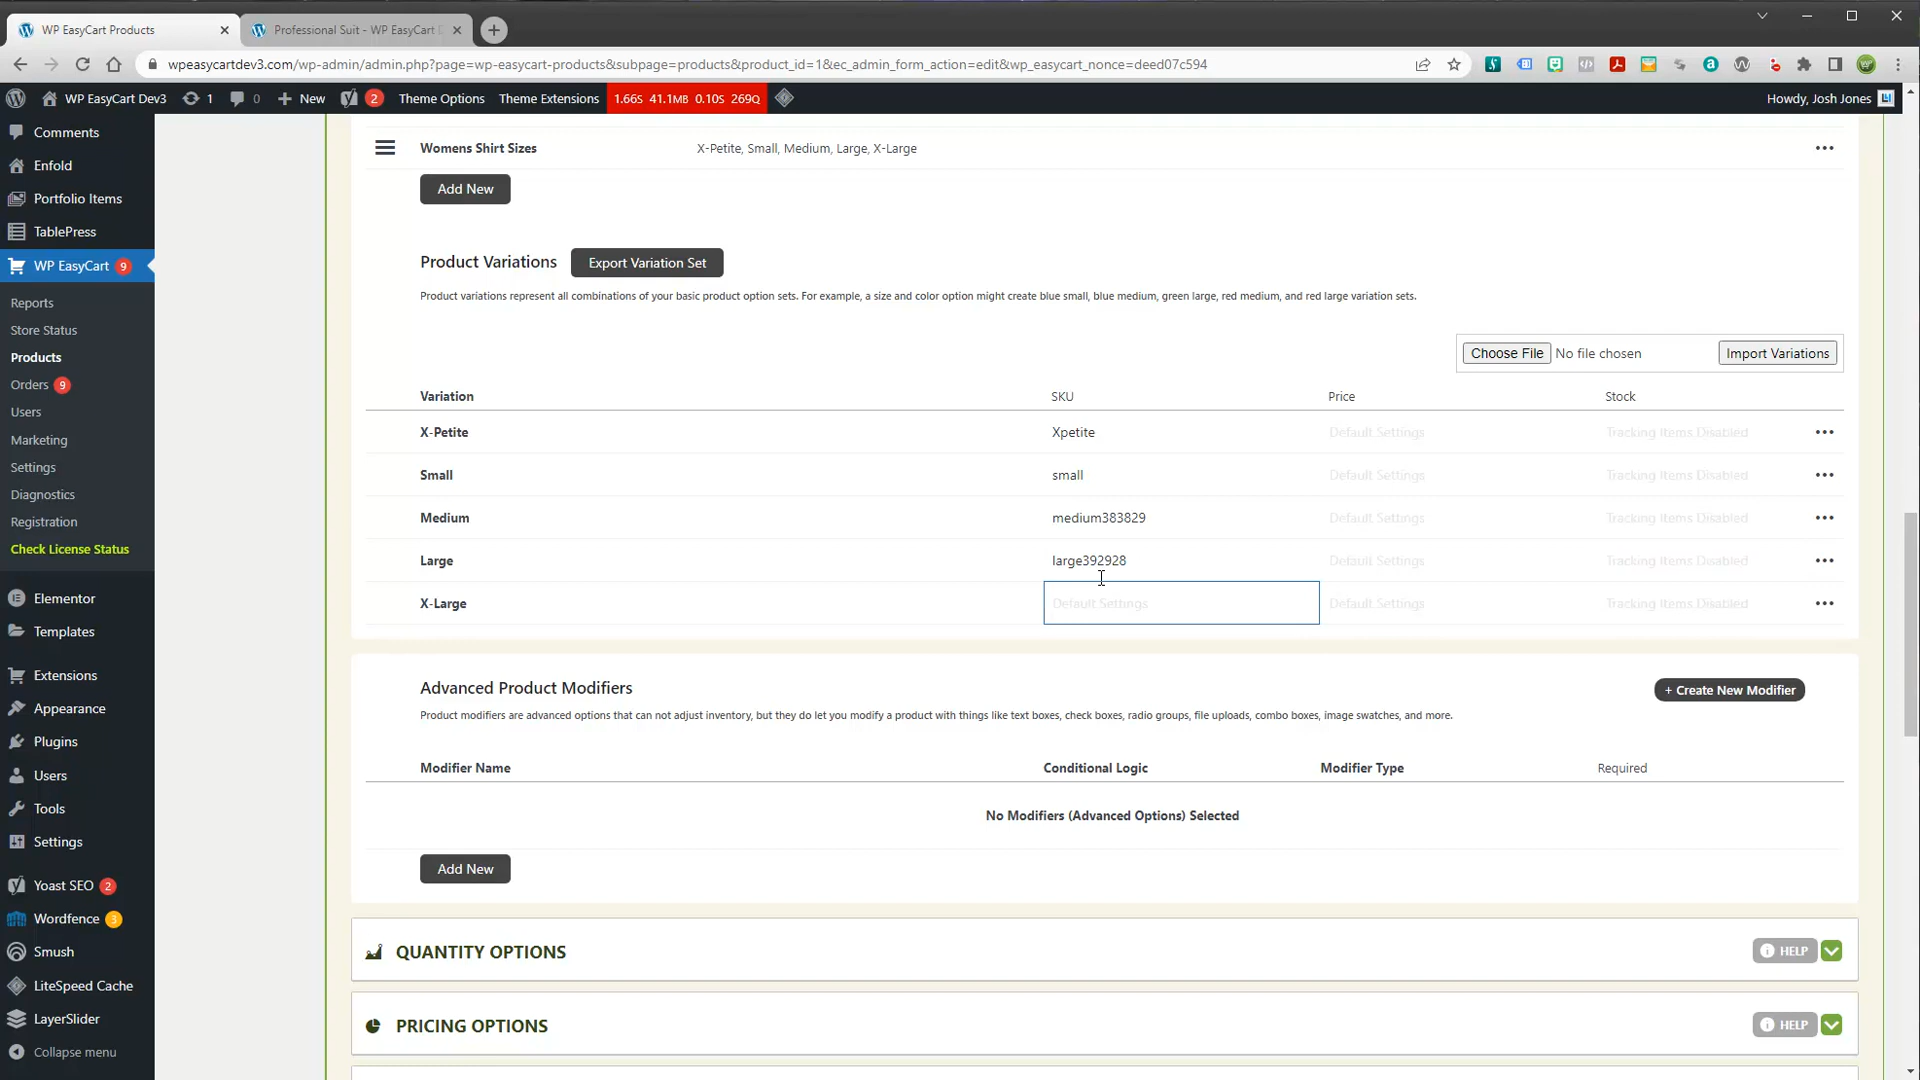 WP EasyCart Products
Professional Suit - WP EasyCart
wpeasycartdev3.com/wp-admin/admin.php?page=wp-easycart-products&subpage=products&product_id=1&ec_admin_form_action=edit&wp_easycart_nonce=deed07c594
WP EasyCart Dev3 1 0 New 2 Theme Options Theme Extensions 1.66S 41.1MB 0.10S 269Q Howdy, Josh Jones
Comments
Enfold
Portfolio Items
TablePress
WP EasyCart 9
Reports
Store Status
Products
Orders 9
Users
Marketing
Settings
Diagnostics
Registration
Check License Status
Elementor
Templates
Extensions
Appearance
Plugins
Users
Tools
Settings
Yoast SEO 2
Wordfence 3
Smush
LiteSpeed Cache
LayerSlider
Collapse menu
Womens Shirt Sizes X-Petite, Small, Medium, Large, X-Large
Add New
Product Variations Export Variation Set
Product variations represent all combinations of your basic product option sets. For example, a size and color option might create blue small, blue medium, green large, red medium, and red large variation sets.
Choose File No file chosen Import Variations
Variation SKU Price Stock
X-Petite Xpetite Default Settings Tracking Items Disabled
Small small Default Settings Tracking Items Disabled
Medium medium383829 Default Settings Tracking Items Disabled
Large large392928 Default Settings Tracking Items Disabled
X-Large Default Settings Default Settings Tracking Items Disabled
Advanced Product Modifiers + Create New Modifier
Product modifiers are advanced options that can not adjust inventory, but they do let you modify a product with things like text boxes, check boxes, radio groups, file uploads, combo boxes, image swatches, and more.
Modifier Name Conditional Logic Modifier Type Required
No Modifiers (Advanced Options) Selected
Add New
QUANTITY OPTIONS HELP
PRICING OPTIONS HELP